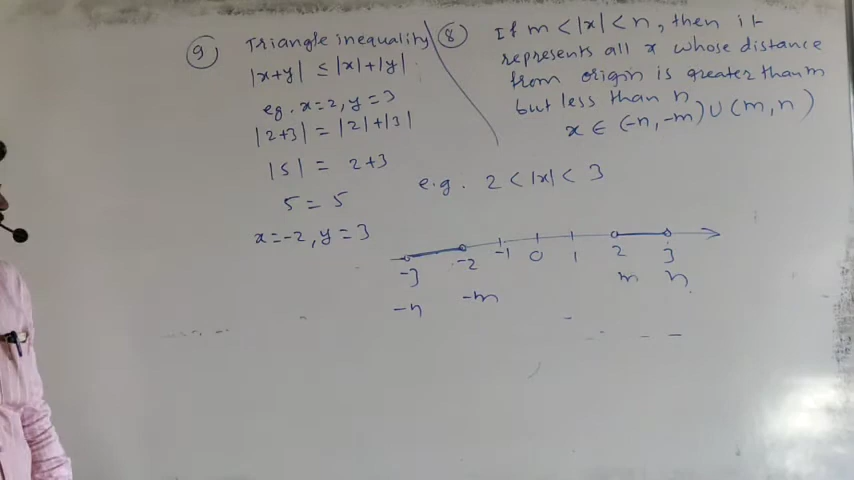 9 Triangle inequality
|x+y| ≤ |x|+|y|
eg. x=2, y=3
|2+3| = |2|+|3|
|5| = 2+3
5 = 5
x=-2, y=3
8 If m < |x| < n, then it
represents all x whose distance
from origin is greater than m
but less than n
x ∈ (-n, -m) ∪ (m, n)
e.g. 2 < |x| < 3
-3 -2 -1 0 1 2 3
-n -m m n